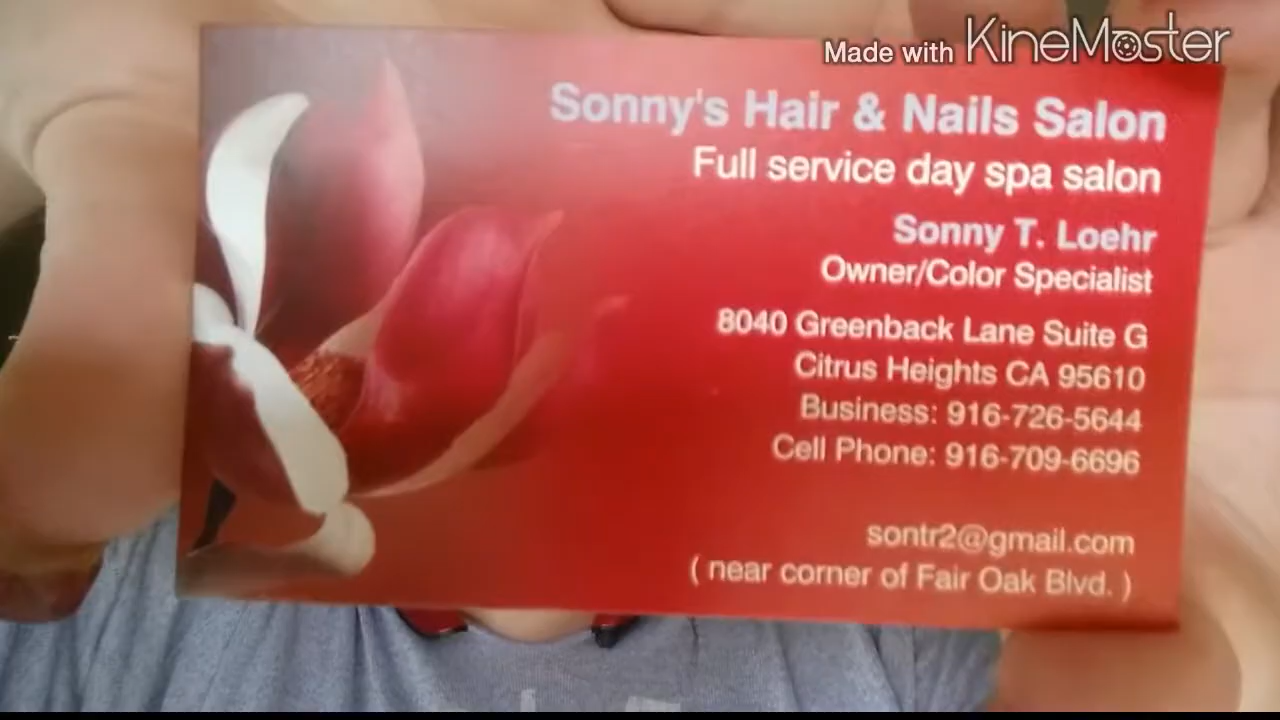 Made with KineMaster
Sonny's Hair & Nails Salon
Full service day spa salon
Sonny T. Loehr
Owner/Color Specialist
8040 Greenback Lane Suite G
Citrus Heights CA 95610
Business: 916-726-5644
Cell Phone: 916-709-6696
sontr2@gmail.com
( near corner of Fair Oak Blvd. )